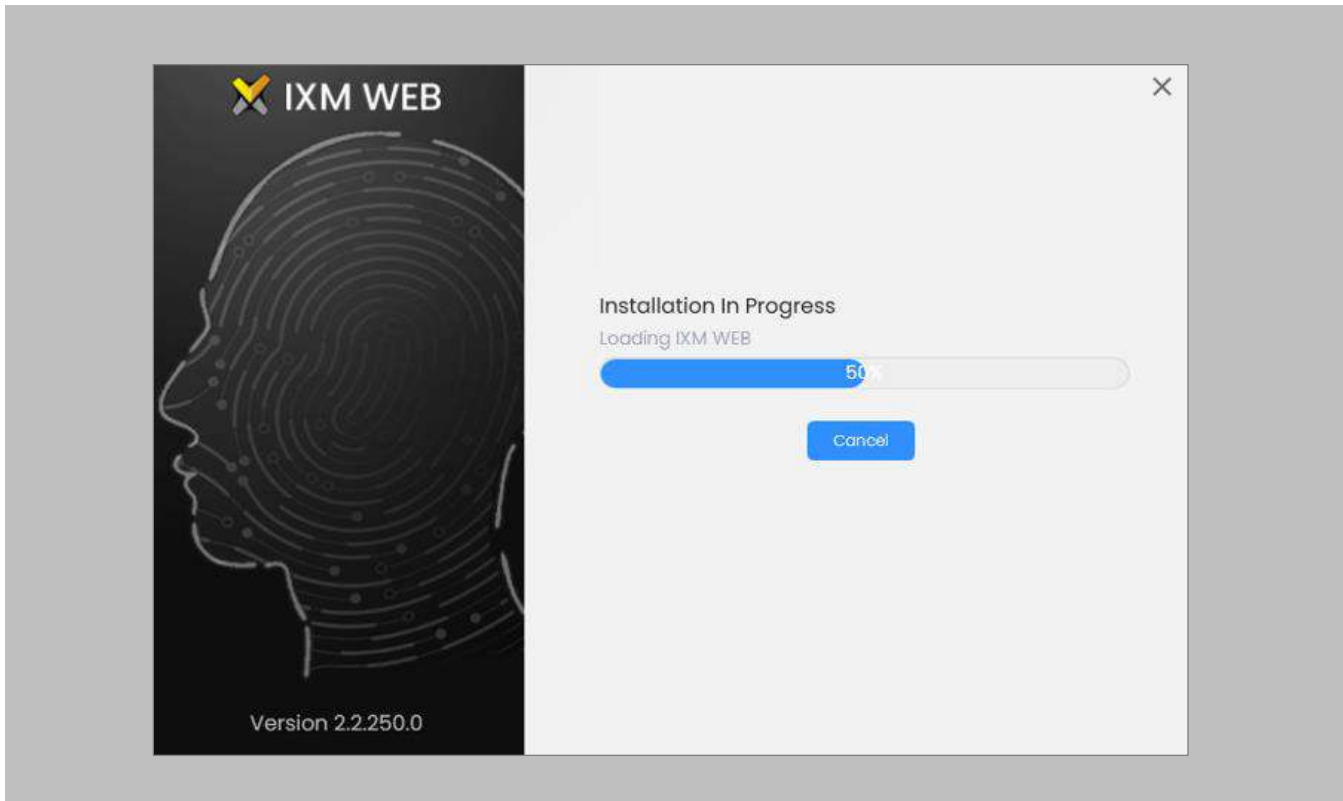 IXM WEB
Installation In Progress
Loading IXM WEB
50%
Cancel
Version 2.2.250.0